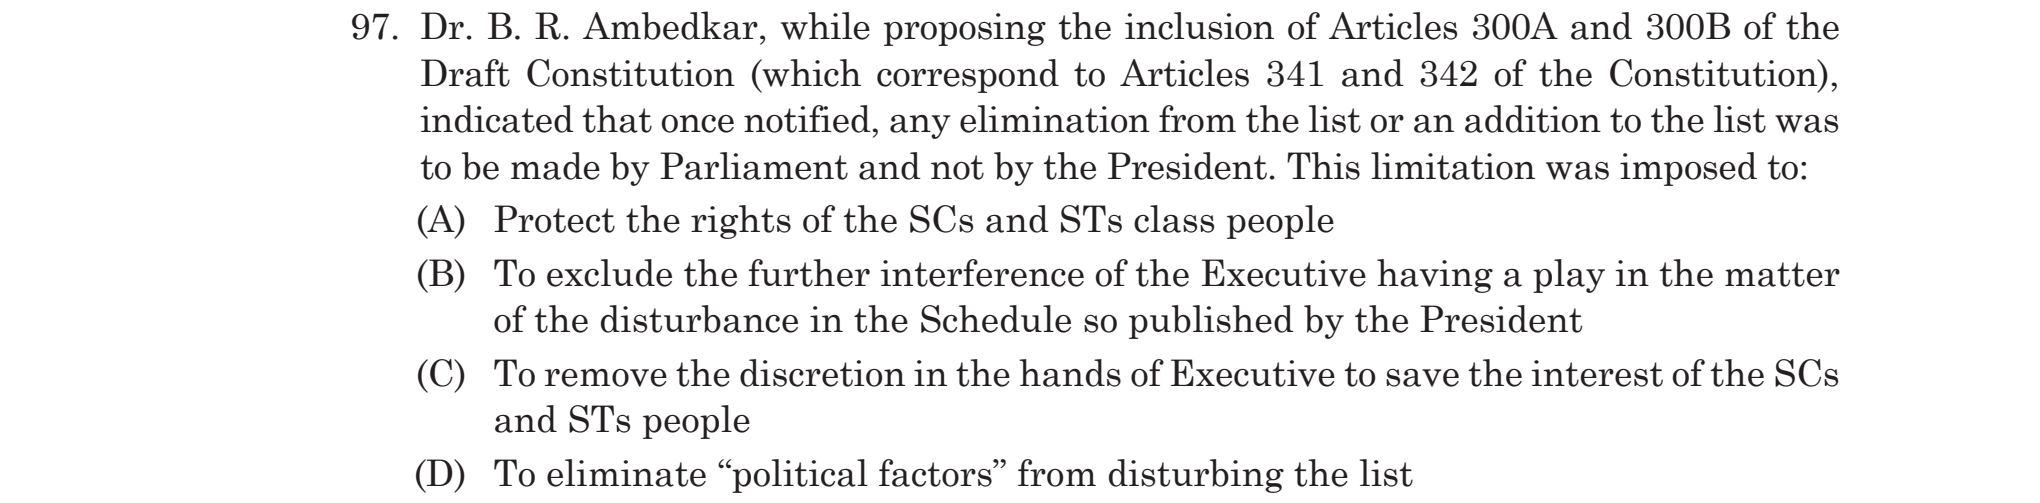 97. Dr. B. R. Ambedkar, while proposing the inclusion of Articles 300A and 300B of the
Draft Constitution (which correspond to Articles 341 and 342 of the Constitution),
indicated that once notified, any elimination from the list or an addition to the list was
to be made by Parliament and not by the President. This limitation was imposed to:
(A) Protect the rights of the SCs and STs class people
(B) To exclude the further interference of the Executive having a play in the matter
of the disturbance in the Schedule so published by the President
(C) To remove the discretion in the hands of Executive to save the interest of the SCs
and STs people
(D) To eliminate “political factors” from disturbing the list